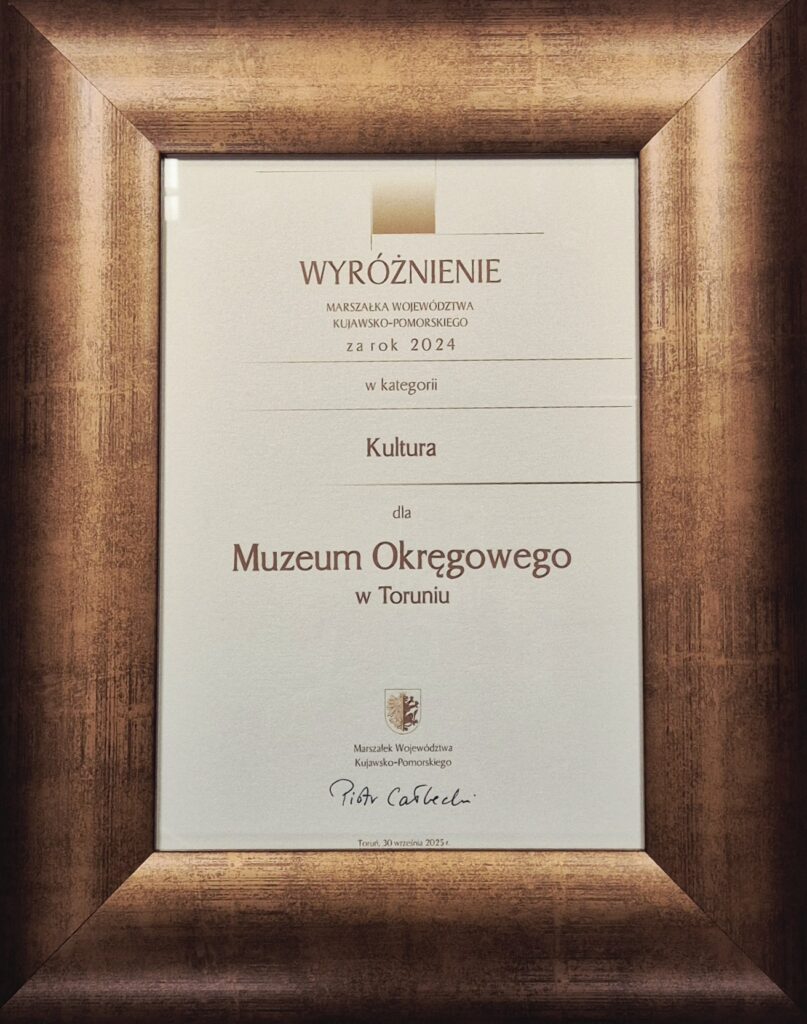 WYRÓŻNIENIE
MARSZAŁKA WOJEWÓDZTWA
KUJAWSKO-POMORSKIEGO
za rok 2024
w kategorii
Kultura
dla
Muzeum Okręgowego
w Toruniu
Marszałek Województwa
Kujawsko-Pomorskiego
Piotr Całbecki
Toruń, 30 września 2025 r.